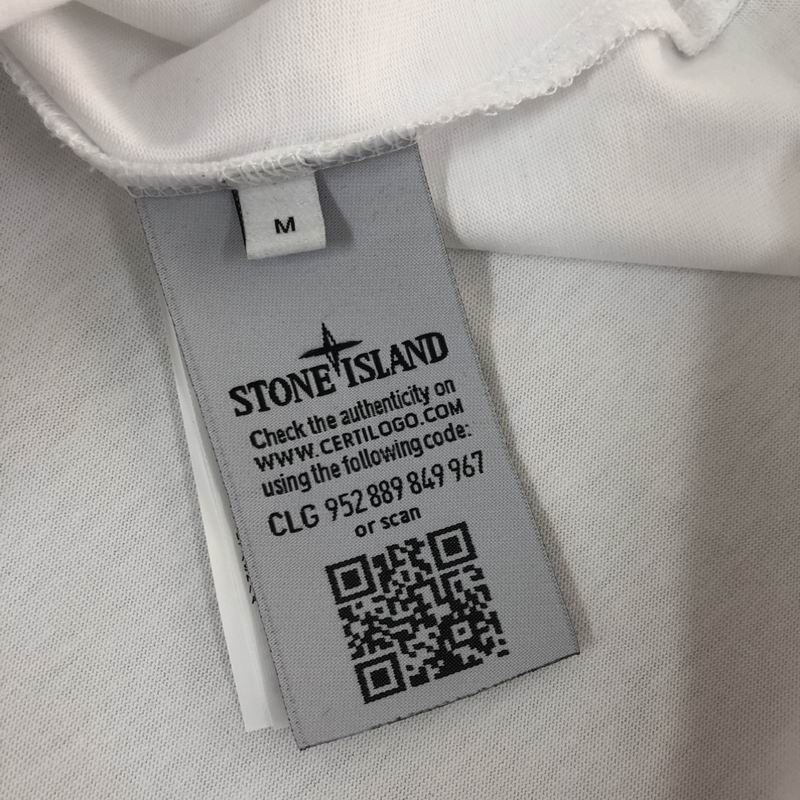 M
STONE ISLAND
Check the authenticity on
WWW.CERTILOGO.COM
using the following code:
CLG 952 889 849 967
or scan